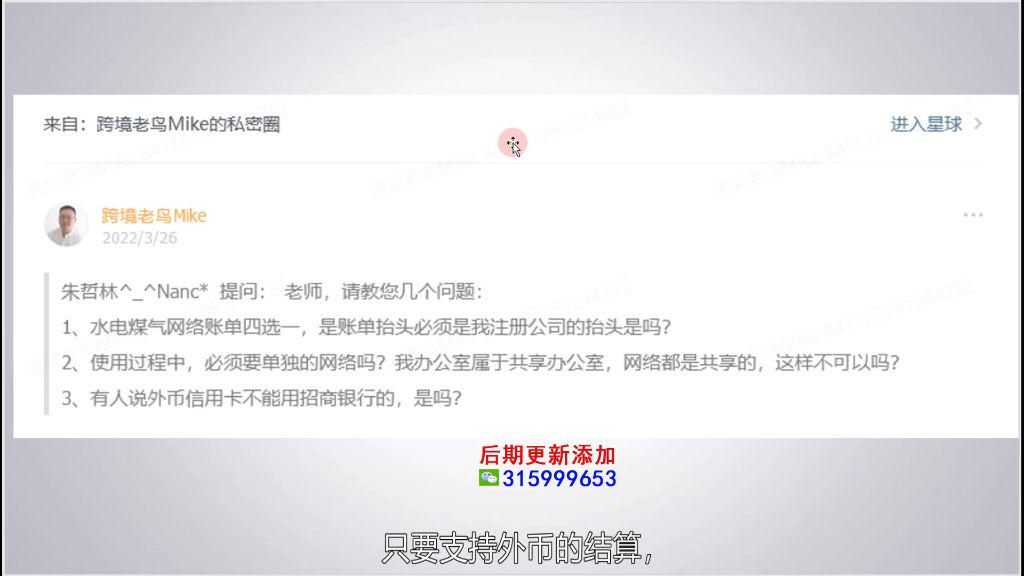 来自：跨境老鸟Mike的私密圈
进入星球
跨境老鸟Mike
2022/3/26
朱哲林^_^Nanc* 提问： 老师，请教您几个问题：
1、水电煤气网络账单四选一，是账单抬头必须是我注册公司的抬头是吗？
2、使用过程中，必须要单独的网络吗？我办公室属于共享办公室，网络都是共享的，这样不可以吗？
3、有人说外币信用卡不能用招商银行的，是吗？
后期更新添加
315999653
只要支持外币的结算，